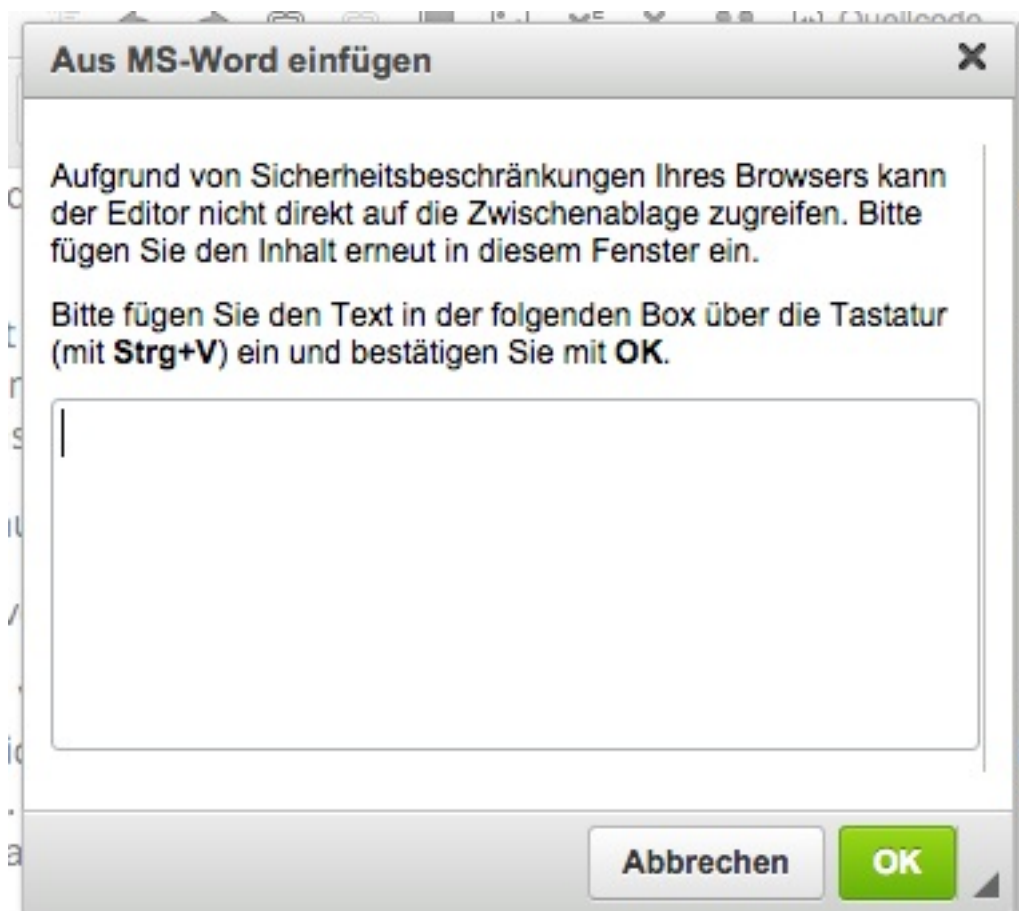 Quellcode
Aus MS-Word einfügen
Aufgrund von Sicherheitsbeschränkungen Ihres Browsers kann
der Editor nicht direkt auf die Zwischenablage zugreifen. Bitte
fügen Sie den Inhalt erneut in diesem Fenster ein.
Bitte fügen Sie den Text in der folgenden Box über die Tastatur
(mit Strg+V) ein und bestätigen Sie mit OK.
Abbrechen
OK